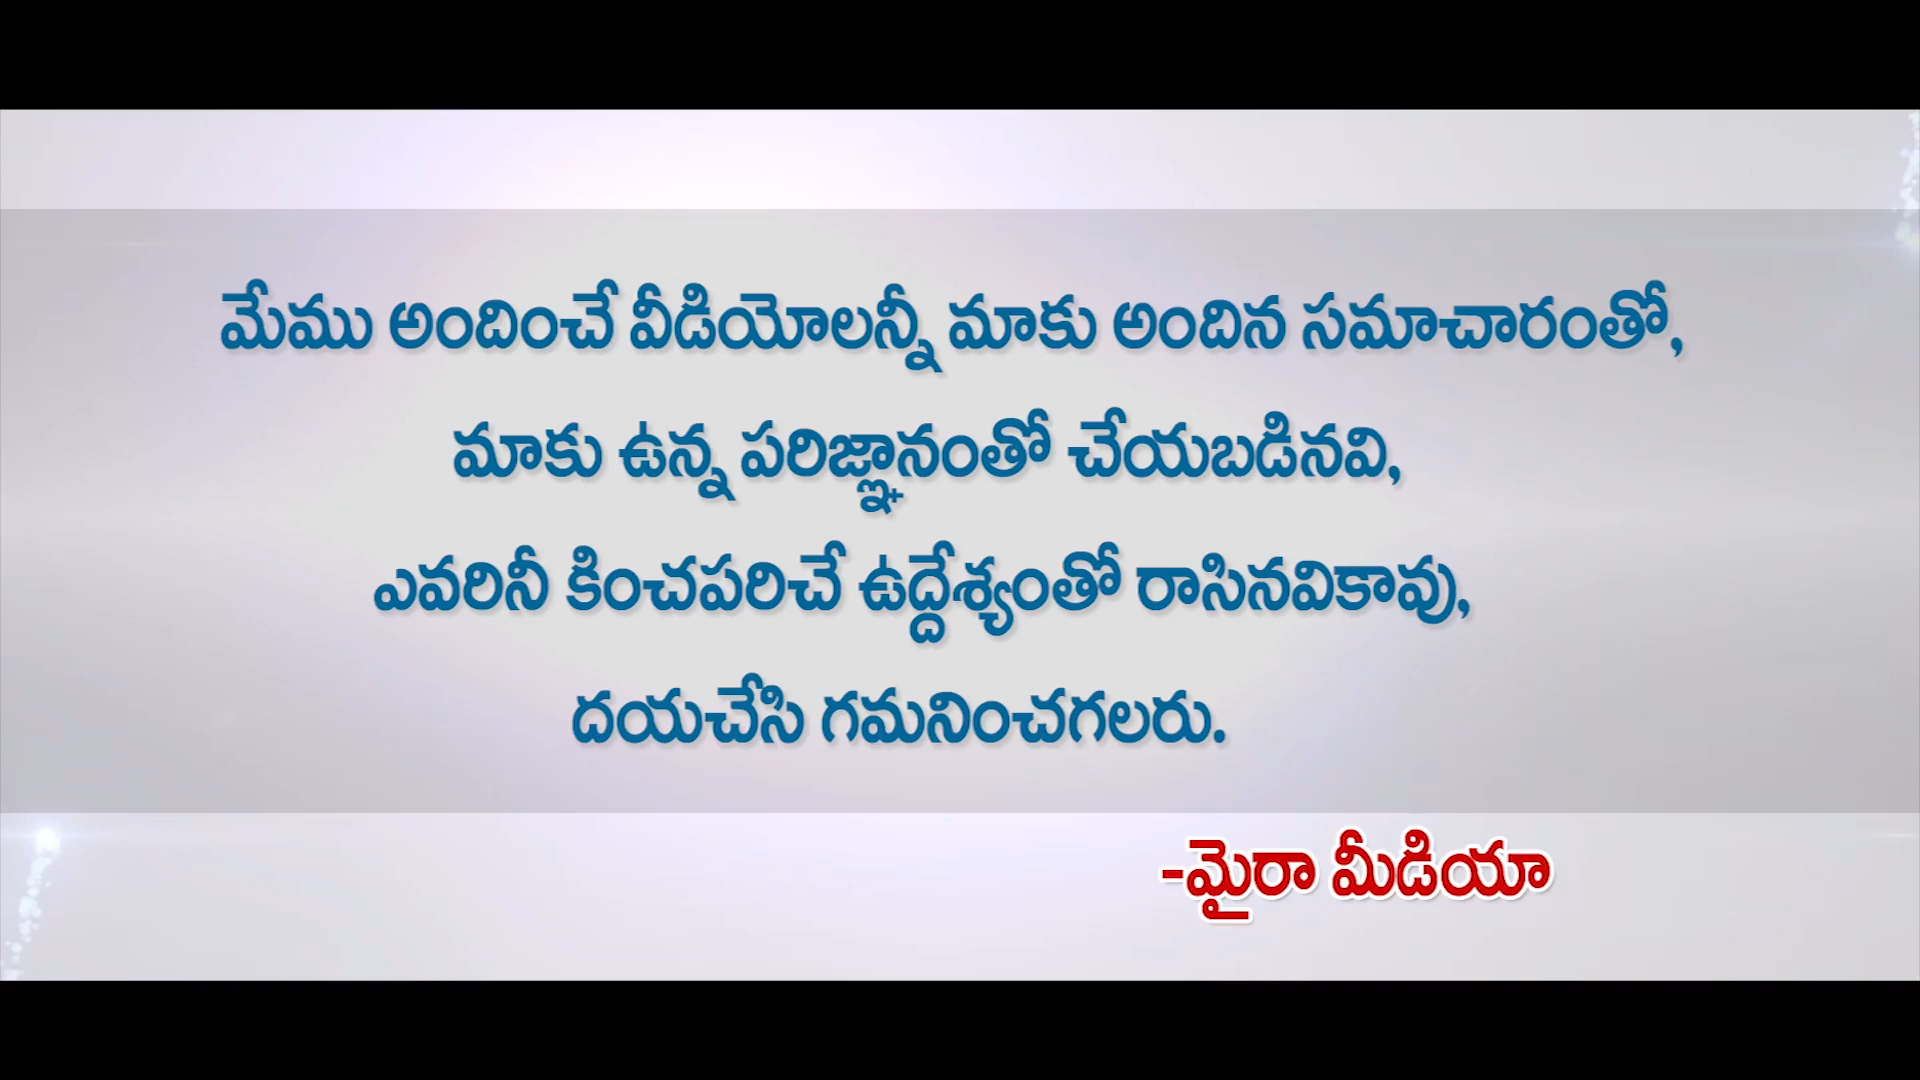 మేము అందించే వీడియోలన్నీ మాకు అందిన సమాచారంతో,
మాకు ఉన్న పరిజ్ఞానంతో చేయబడినవి,
ఎవరినీ కించపరిచే ఉద్దేశ్యంతో రాసినవికావు,
దయచేసి గమనించగలరు.
-మైరా మీడియా